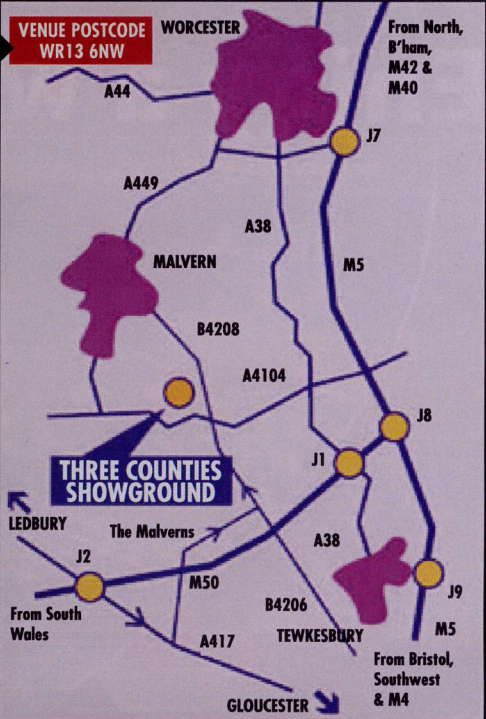 VENUE POSTCODE
WR13 6NW
WORCESTER
From North,
B'ham,
M42 &
M40
A44
J7
A449
A38
MALVERN
M5
B4208
A4104
J8
J1
THREE COUNTIES
SHOWGROUND
LEDBURY
The Malverns
A38
J2
M50
J9
From South
Wales
B4206
A417
TEWKESBURY
M5
From Bristol,
Southwest
& M4
GLOUCESTER